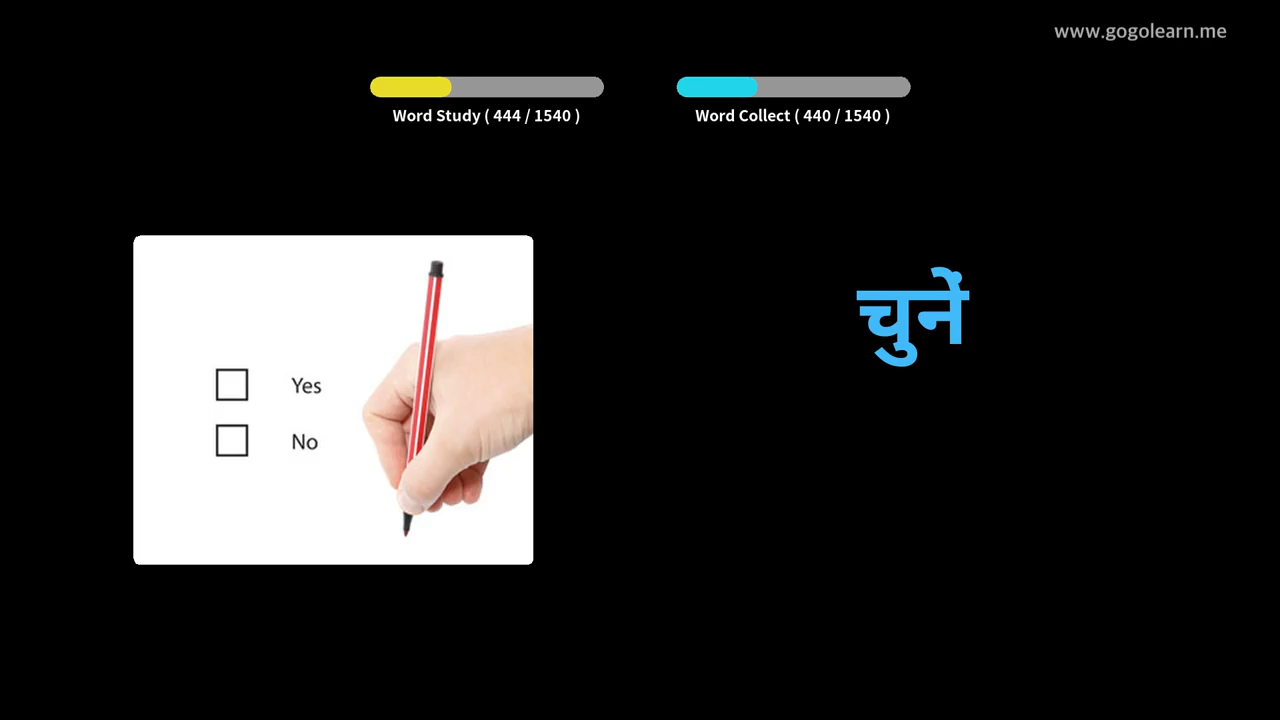 www.gogolearn.me
Word Study ( 444 / 1540 )
Word Collect ( 440 / 1540 )
चुनें
Yes
No